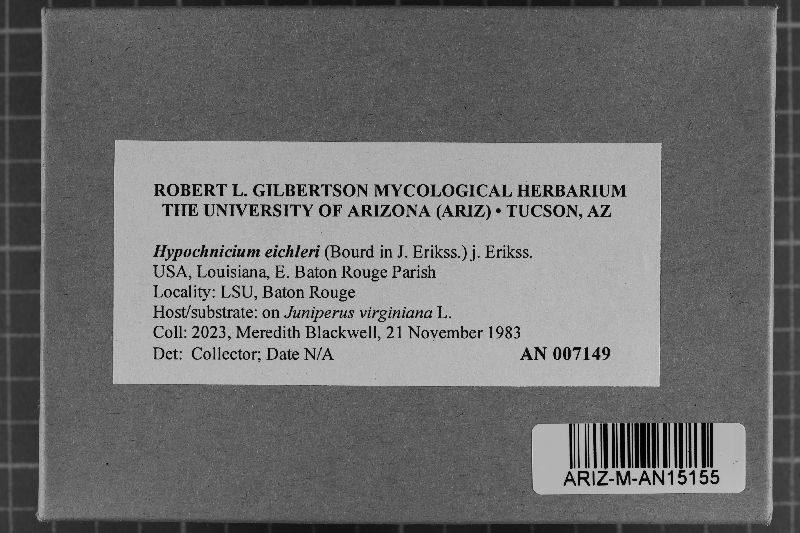 ROBERT L. GILBERTSON MYCOLOGICAL HERBARIUM
THE UNIVERSITY OF ARIZONA (ARIZ) • TUCSON, AZ
Hypochnicium eichleri (Bourd in J. Erikss.) j. Erikss.
USA, Louisiana, E. Baton Rouge Parish
Locality: LSU, Baton Rouge
Host/substrate: on Juniperus virginiana L.
Coll: 2023, Meredith Blackwell, 21 November 1983
Det: Collector; Date N/A AN 007149
ARIZ-M-AN15155